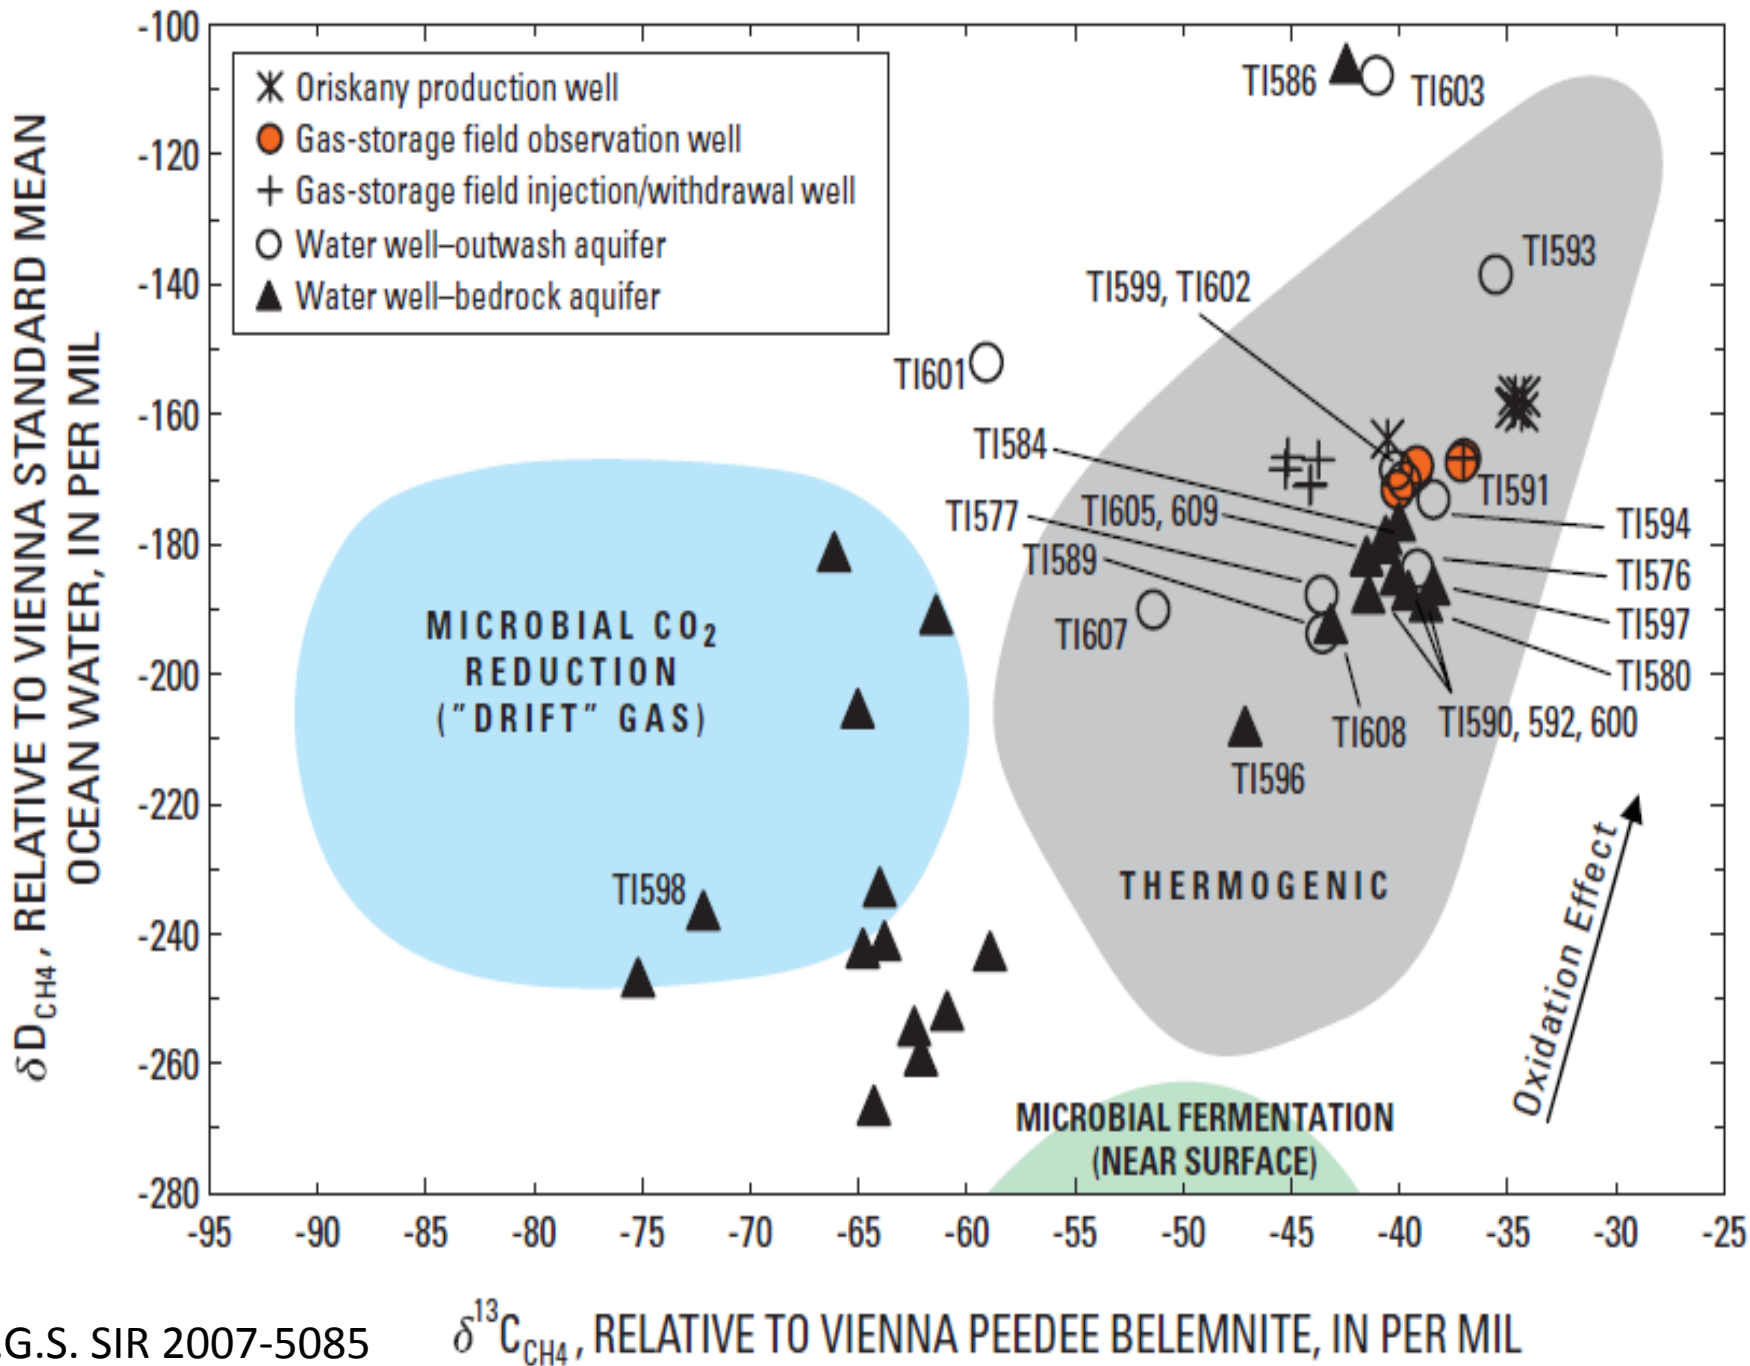 -100
-120
-140
-160
-180
-200
-220
-240
-260
-280
δD CH4, RELATIVE TO VIENNA STANDARD MEAN
OCEAN WATER, IN PER MIL
Oriskany production well
Gas-storage field observation well
Gas-storage field injection/withdrawal well
Water well–outwash aquifer
Water well–bedrock aquifer
TI586
TI603
TI593
TI599, TI602
TI601
TI584
TI591
TI577
TI605, 609
TI594
TI589
TI576
TI607
TI597
TI580
TI608
TI590, 592, 600
TI596
MICROBIAL CO2
REDUCTION
("DRIFT" GAS)
TI598
THERMOGENIC
Oxidation Effect
MICROBIAL FERMENTATION
(NEAR SURFACE)
-95 -90 -85 -80 -75 -70 -65 -60 -55 -50 -45 -40 -35 -30 -25
δ13C CH4, RELATIVE TO VIENNA PEEDEE BELEMNITE, IN PER MIL
.G.S. SIR 2007-5085